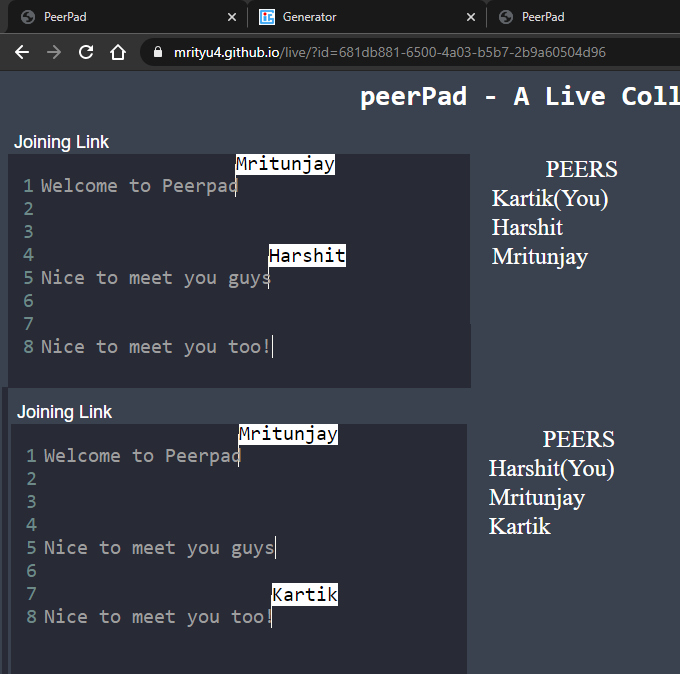 PeerPad
Generator
PeerPad
mrityu4.github.io/live/?id=681db881-6500-4a03-b5b7-2b9a60504d96
peerPad - A Live Coll
Joining Link
Mritunjay
1 Welcome to Peerpad
2
3
4
Harshit
5 Nice to meet you guys
6
7
8 Nice to meet you too!
PEERS
Kartik(You)
Harshit
Mritunjay
Joining Link
Mritunjay
1 Welcome to Peerpad
2
3
4
5 Nice to meet you guys
6
7
Kartik
8 Nice to meet you too!
PEERS
Harshit(You)
Mritunjay
Kartik